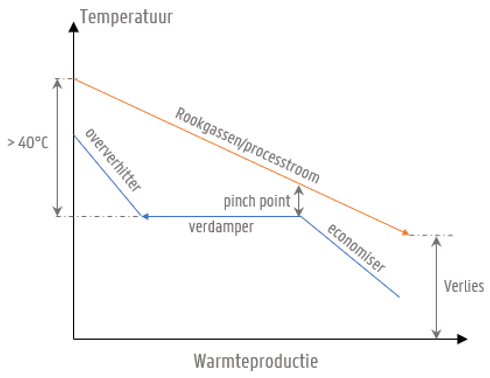 Temperatuur
Rookgassen/processtroom
> 40°C
oververhitter
pinch point
verdamper
economiser
Verlies
Warmteproductie